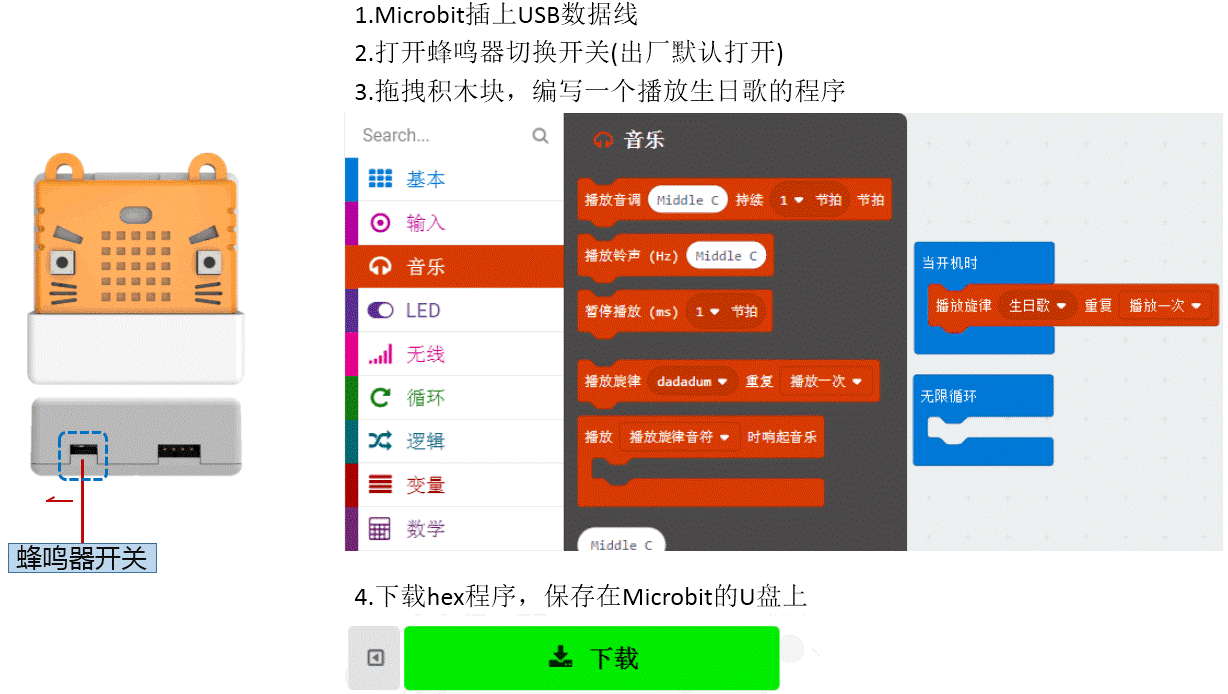 1.Microbit插上USB数据线
2.打开蜂鸣器切换开关(出厂默认打开)
3.拖拽积木块，编写一个播放生日歌的程序
Search...
基本
输入
音乐
LED
无线
循环
逻辑
变量
数学
音乐
播放音调 Middle C 持续 1 节拍 节拍
播放铃声 (Hz) Middle C
暂停播放 (ms) 1 节拍
播放旋律 dadadum 重复 播放一次
播放 播放旋律音符 时响起音乐
Middle C
当开机时
播放旋律 生日歌 重复 播放一次
无限循环
蜂鸣器开关
4.下载hex程序，保存在Microbit的U盘上
下载